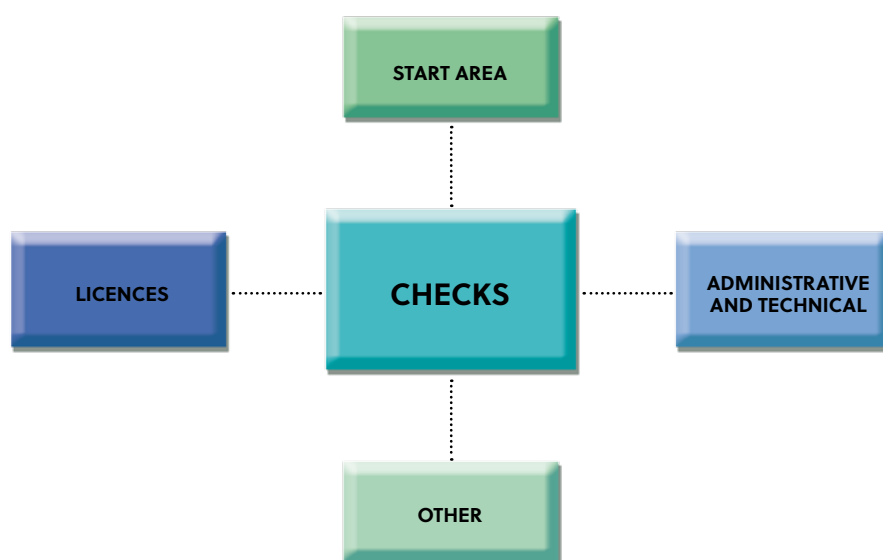 START AREA
LICENCES
CHECKS
ADMINISTRATIVE
AND TECHNICAL
OTHER